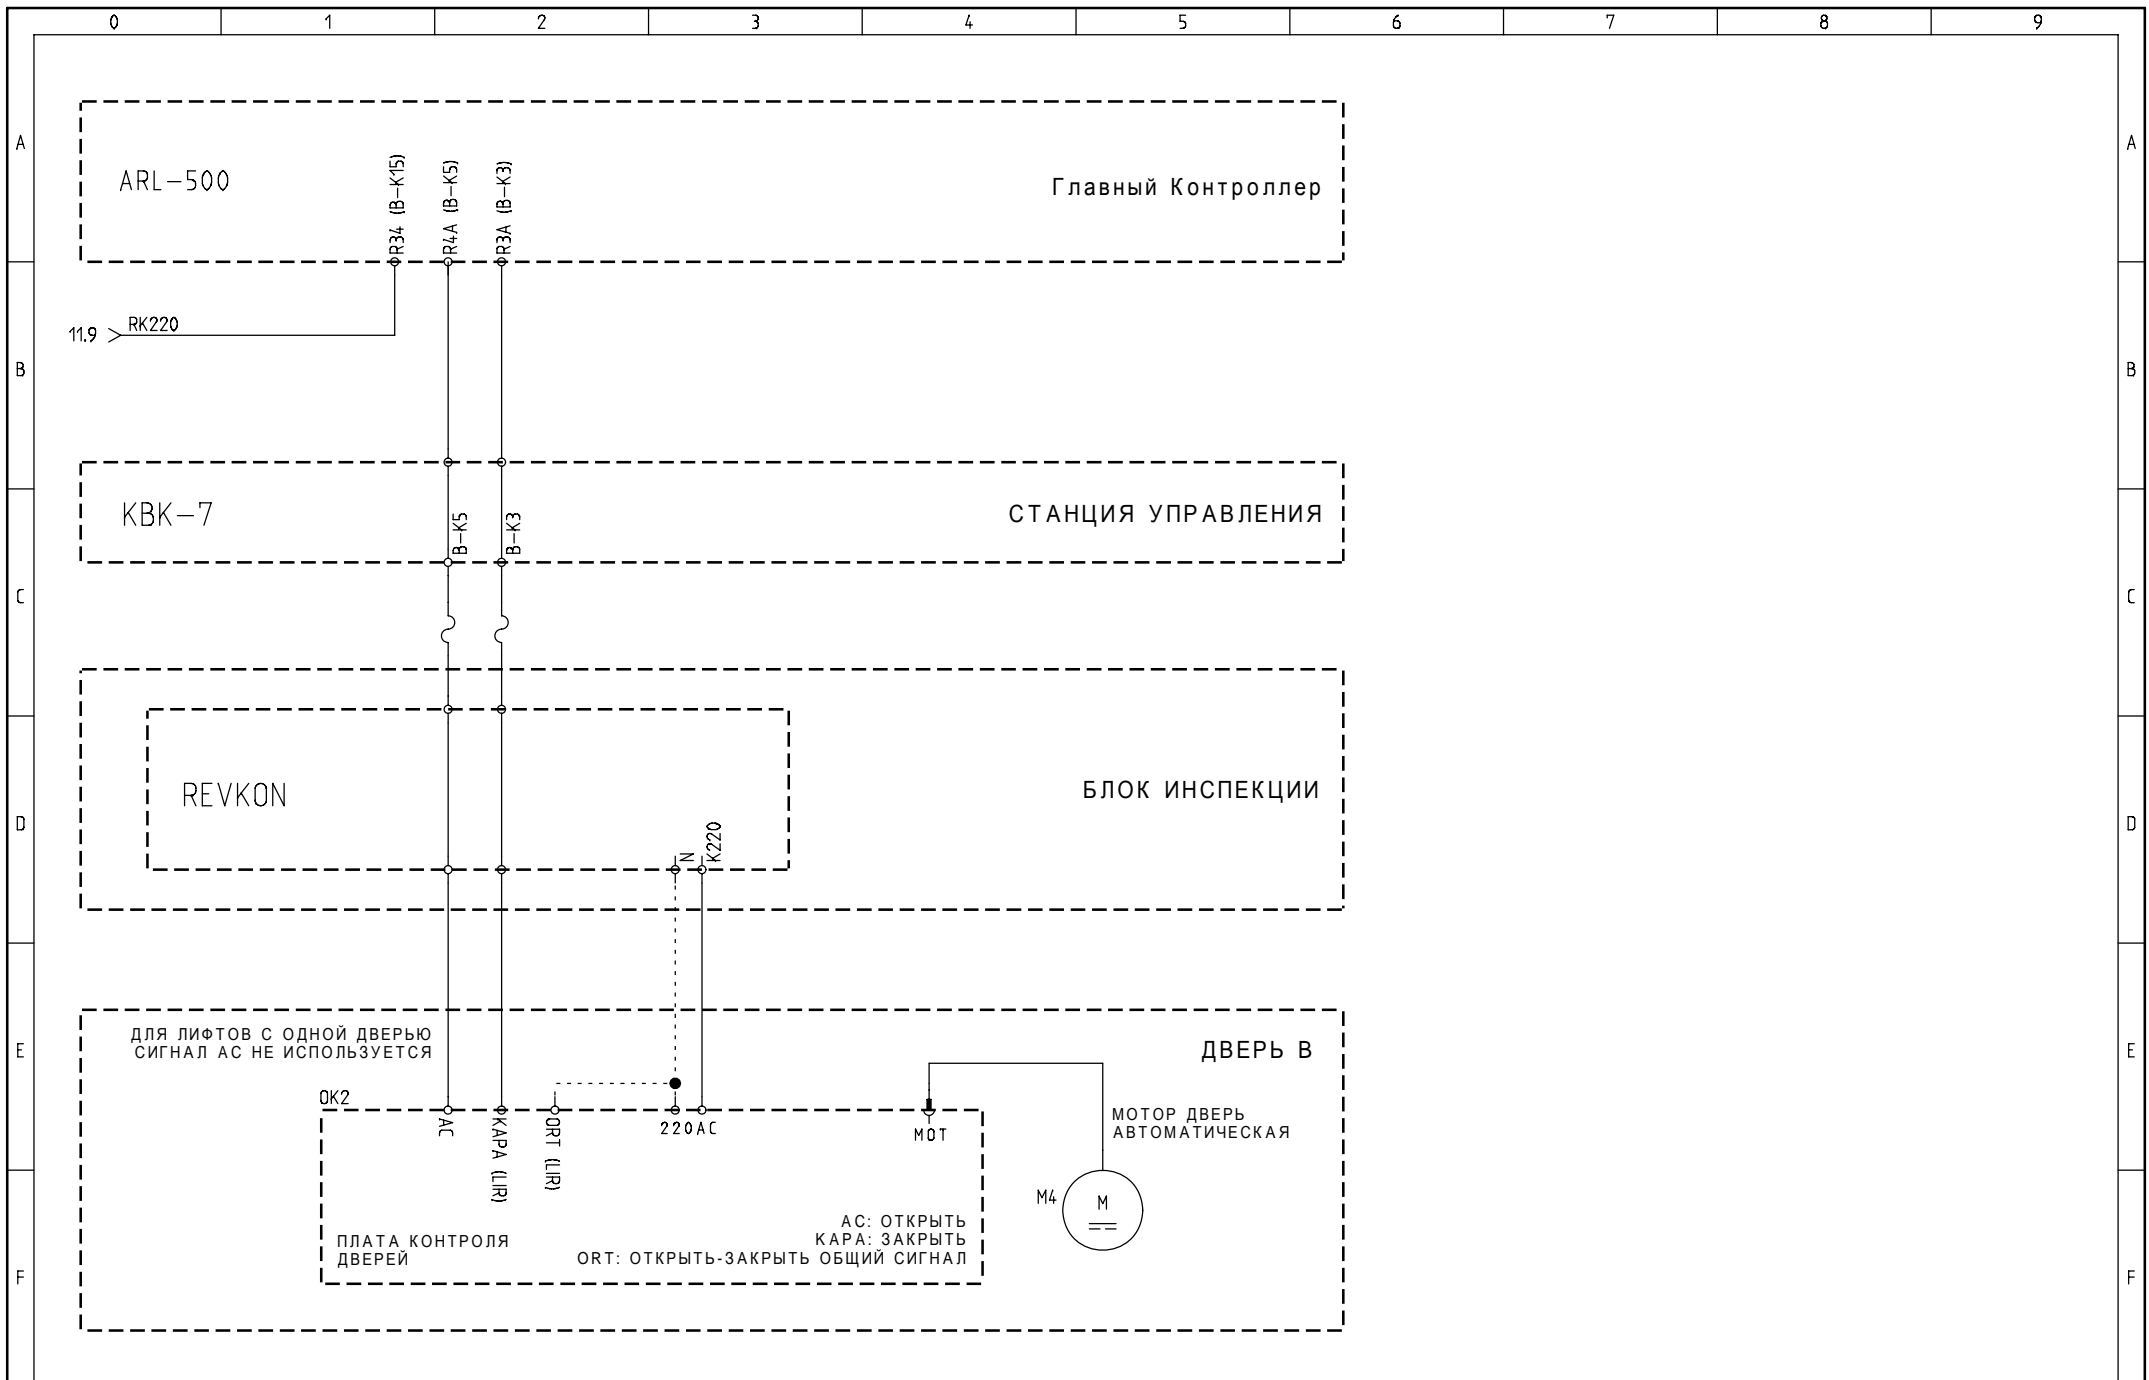 0 1 2 3 4 5 6 7 8 9
A
A
ARL-500
R34 (B-K15)
R4A (B-K5)
R3A (B-K3)
Главный Контроллер
11.9
RK220
B
B
KBK-7
B-K5
B-K3
СТАНЦИЯ УПРАВЛЕНИЯ
C
C
REVKON
N
K220
БЛОК ИНСПЕКЦИИ
D
D
ДЛЯ ЛИФТОВ С ОДНОЙ ДВЕРЬЮ
СИГНАЛ АС НЕ ИСПОЛЬЗУЕТСЯ
ДВЕРЬ В
E
E
OK2
AC
KAPA (LIR)
ORT (LIR)
220AC
MOT
МОТОР ДВЕРЬ
АВТОМАТИЧЕСКАЯ
M4
M
ПЛАТА КОНТРОЛЯ
ДВЕРЕЙ
АС: ОТКРЫТЬ
КАРА: ЗАКРЫТЬ
ORT: ОТКРЫТЬ-ЗАКРЫТЬ ОБЩИЙ СИГНАЛ
F
F